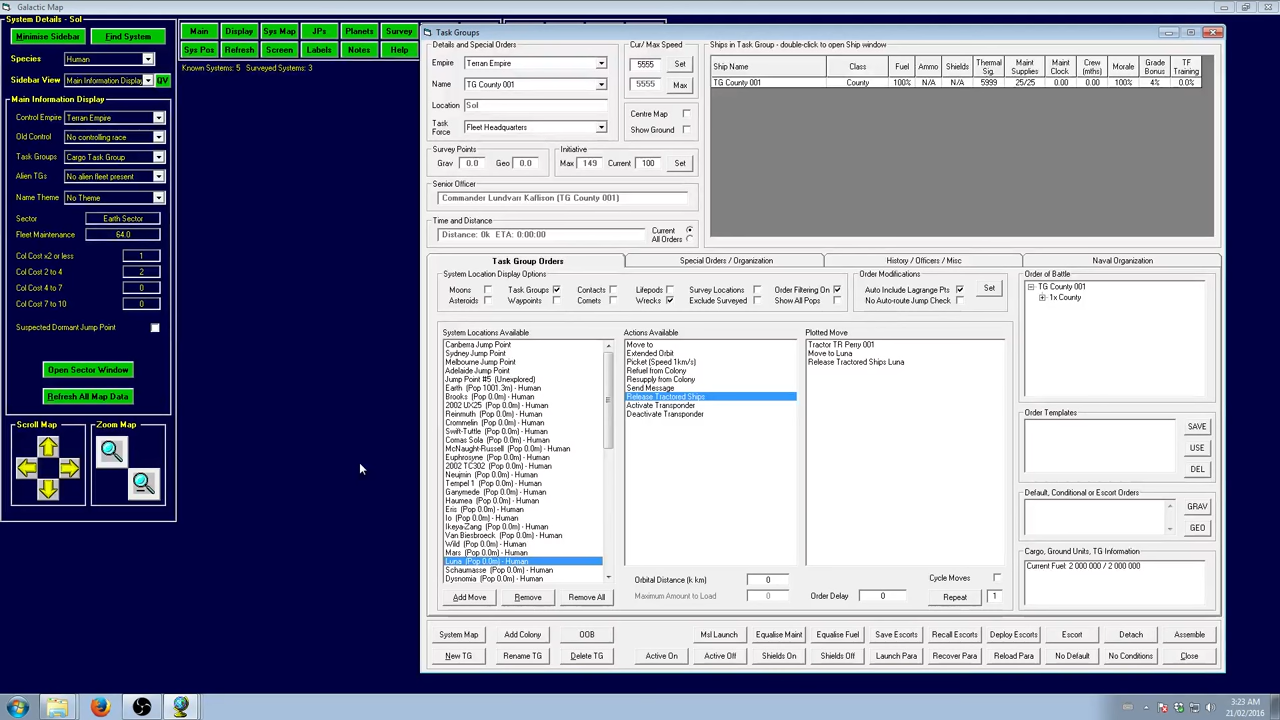 Galactic Map
System Details - Sol
Minimise Sidebar
Find System
Species
Human
Sidebar View
Main Information Display
QV
Main Information Display
Control Empire
Terran Empire
Old Control
No controlling race
Task Groups
Cargo Task Group
Alien TGs
No alien fleet present
Name Theme
No Theme
Sector
Earth Sector
Fleet Maintenance
64.0
Col Cost x2 or less
1
Col Cost 2 to 4
2
Col Cost 4 to 7
0
Col Cost 7 to 10
0
Suspected Dormant Jump Point
Open Sector Window
Refresh All Map Data
Scroll Map
Zoom Map
Main
Display
Sys Map
JPs
Planets
Survey
Sys Pos
Refresh
Screen
Labels
Notes
Help
Known Systems: 5 Surveyed Systems: 3
Task Groups
Details and Special Orders
Empire
Terran Empire
Name
TG County 001
Location
Sol
Task Force
Fleet Headquarters
Cur/ Max Speed
5555
Set
5555
Max
Centre Map
Show Ground
Survey Points
Grav
0.0
Geo
0.0
Initiative
Max
149
Current
100
Set
Senior Officer
Commander Lundvarr Kallison (TG County 001)
Time and Distance
Distance: 0k ETA: 0:00:00
Current
All Orders
Ships in Task Group - double-click to open Ship window
Ship Name
Class
Fuel
Ammo
Shields
Thermal Sig.
Maint Supplies
Maint Clock
Crew (mths)
Morale
Grade Bonus
TF Training
TG County 001
County
100%
N/A
N/A
5999
25/25
0.00
0.00
100%
4%
0.0%
Task Group Orders
Special Orders / Organization
History / Officers / Misc
Naval Organization
System Location Display Options
Moons
Task Groups
Contacts
Lifepods
Survey Locations
Order Filtering On
Asteroids
Waypoints
Comets
Wrecks
Exclude Surveyed
Show All Pops
Order Modifications
Auto Include Lagrange Pts
Set
No Auto-route Jump Check
Order of Battle
TG County 001
1x County
System Locations Available
Canberra Jump Point
Sydney Jump Point
Melbourne Jump Point
Adelaide Jump Point
Jump Point #5 (Unexplored)
Earth (Pop 1001.3m) - Human
Brooks (Pop 0.0m) - Human
2002 UX25 (Pop 0.0m) - Human
Reinmuth (Pop 0.0m) - Human
Crommelin (Pop 0.0m) - Human
Swift-Tuttle (Pop 0.0m) - Human
Comas Sola (Pop 0.0m) - Human
McNaught-Russell (Pop 0.0m) - Human
Euphrosyne (Pop 0.0m) - Human
2002 TC302 (Pop 0.0m) - Human
Neujmin (Pop 0.0m) - Human
Tempel 1 (Pop 0.0m) - Human
Ganymede (Pop 0.0m) - Human
Haumea (Pop 0.0m) - Human
Eris (Pop 0.0m) - Human
Io (Pop 0.0m) - Human
Ikeya-Zang (Pop 0.0m) - Human
Van Biesbroeck (Pop 0.0m) - Human
Wild (Pop 0.0m) - Human
Mars (Pop 0.0m) - Human
Luna (Pop 0.0m) - Human
Schaumasse (Pop 0.0m) - Human
Dysnomia (Pop 0.0m) - Human
Add Move
Remove
Remove All
Actions Available
Move to
Extended Orbit
Picket (Speed 1km/s)
Refuel from Colony
Resupply from Colony
Send Message
Release Tractored Ships
Activate Transponder
Deactivate Transponder
Orbital Distance (k km)
0
Maximum Amount to Load
0
Plotted Move
Tractor TR Perry 001
Move to Luna
Release Tractored Ships Luna
Cycle Moves
Order Delay
0
Repeat
1
Order Templates
SAVE
USE
DEL
Default, Conditional or Escort Orders
GRAV
GEO
Cargo, Ground Units, TG Information
Current Fuel: 2 000 000 / 2 000 000
System Map
Add Colony
OOB
Msl Launch
Equalise Maint
Equalise Fuel
Save Escorts
Recall Escorts
Deploy Escorts
Escort
Detach
Assemble
New TG
Rename TG
Delete TG
Active On
Active Off
Shields On
Shields Off
Launch Para
Recover Para
Reload Para
No Default
No Conditions
Close
3:23 AM
21/02/2016